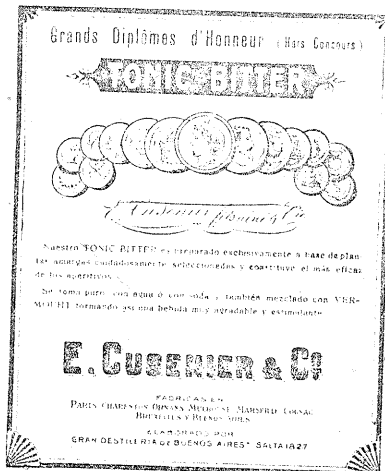 Grands Diplômes d'Honneur (Hors Concours)
TONIC-BITTER
E. Cusenier fils ainé & Cie
Nuestro "TONIC BITTER" es preparado exclusivamente a base de plan-
tas amargas cuidadosamente seleccionadas y constituye el más eficaz
de los aperitivos.
Se toma puro, con agua ó con soda y también mezclado con VER-
MOUTH formando así una bebida muy agradable y estimulante.
E. CUSENIER & Cº
FABRICAS EN
PARIS CHARENTON ORNANS MULHOUSE MARSEILLE COGNAC
BRUXELLES Y BUENOS AIRES
ELABORADO POR
GRAN DESTILERIA DE BUENOS AIRES" SALTA 1827